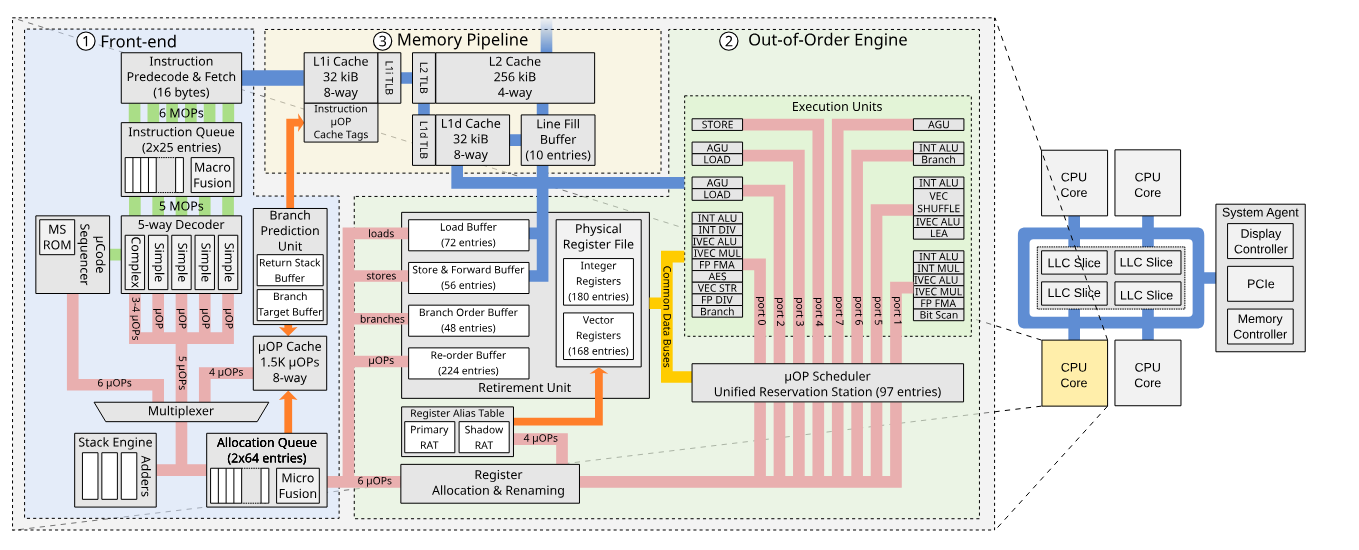 1 Front-end
Instruction
Predecode & Fetch
(16 bytes)
6 MOPs
Instruction Queue
(2x25 entries)
Macro
Fusion
5 MOPs
MS
ROM
µCode
Sequencer
5-way Decoder
Complex
Simple
Simple
Simple
Simple
3-4 µOPs
µOP
µOP
µOP
µOP
5 µOPs
6 µOPs
4 µOPs
Multiplexer
Stack Engine
Adders
Allocation Queue
(2x64 entries)
Micro
Fusion
Branch
Prediction
Unit
Return Stack
Buffer
Branch
Target Buffer
µOP Cache
1.5K µOPs
8-way
3 Memory Pipeline
L1i Cache
32 kiB
8-way
L1i TLB
Instruction
µOP
Cache Tags
L2 TLB
L2 Cache
256 kiB
4-way
L1d TLB
L1d Cache
32 kiB
8-way
Line Fill
Buffer
(10 entries)
2 Out-of-Order Engine
loads
stores
branches
µOPs
Load Buffer
(72 entries)
Store & Forward Buffer
(56 entries)
Branch Order Buffer
(48 entries)
Re-order Buffer
(224 entries)
Physical
Register File
Integer
Registers
(180 entries)
Vector
Registers
(168 entries)
Retirement Unit
Register Alias Table
Primary
RAT
Shadow
RAT
4 µOPs
6 µOPs
Register
Allocation & Renaming
Common Data Buses
Execution Units
STORE
AGU
LOAD
AGU
LOAD
INT ALU
INT DIV
IVEC ALU
IVEC MUL
FP FMA
AES
VEC STR
FP DIV
Branch
AGU
INT ALU
Branch
INT ALU
VEC
SHUFFLE
IVEC ALU
LEA
INT ALU
INT MUL
IVEC ALU
IVEC MUL
FP FMA
Bit Scan
port 0
port 2
port 3
port 4
port 7
port 6
port 5
port 1
µOP Scheduler
Unified Reservation Station (97 entries)
CPU
Core
CPU
Core
LLC Slice
LLC Slice
LLC Slice
LLC Slice
CPU
Core
CPU
Core
System Agent
Display
Controller
PCIe
Memory
Controller